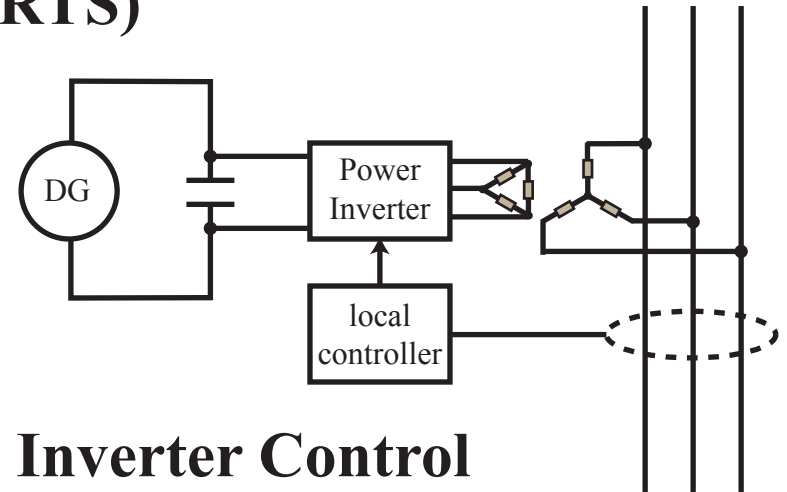 RTS)
DG
Power
Inverter
local
controller
Inverter Control